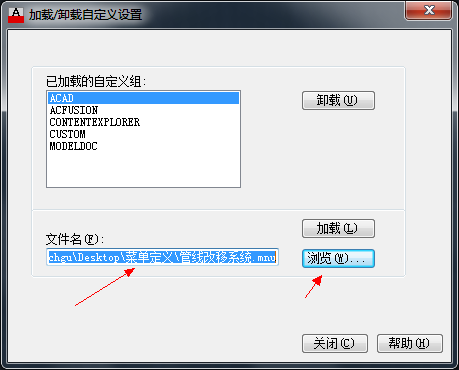 加载/卸载自定义设置
已加载的自定义组:
ACAD
ACFUSION
CONTENTEXPLORER
CUSTOM
MODELDOC
卸载(U)
文件名(F):
加载(L)
chgu\Desktop\菜单定义\管线改移系统.mnu
浏览(W)...
关闭(C)
帮助(H)